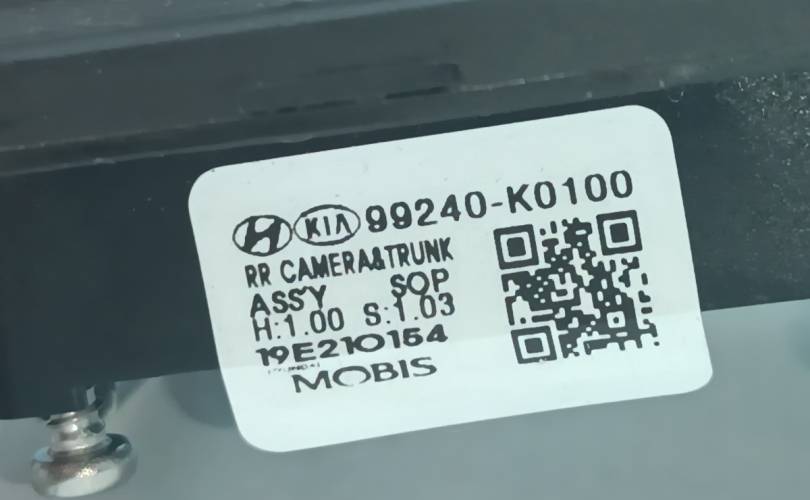 KIA 99240-K0100
RR CAMERA&TRUNK
ASSY SOP
H:1.00 S:1.03
19E210154
MOBIS